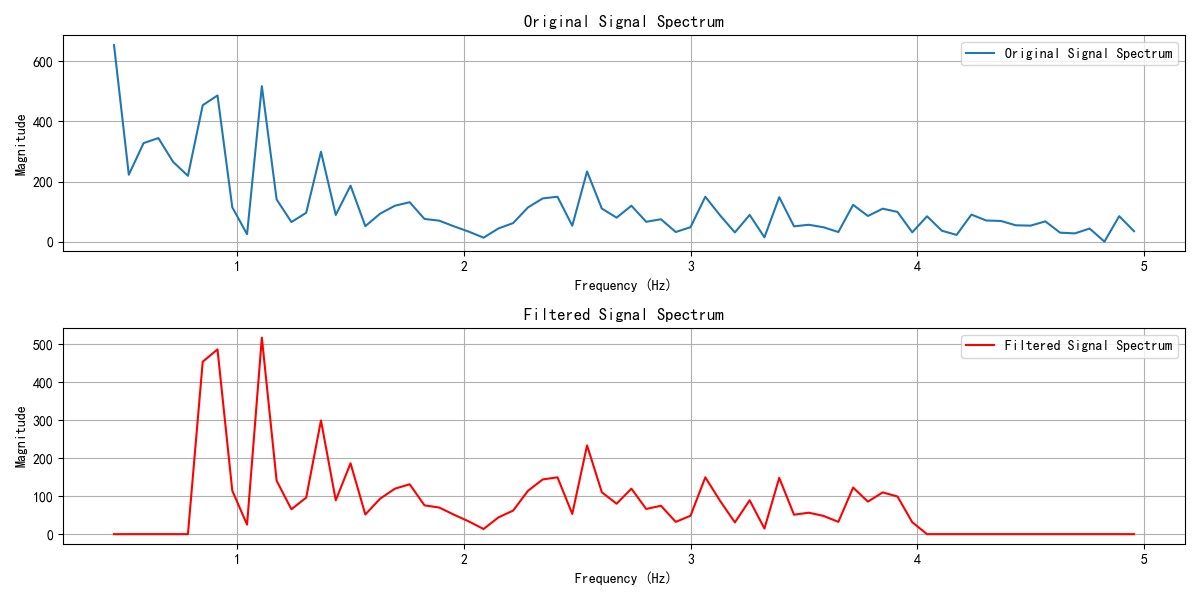 Original Signal Spectrum
Original Signal Spectrum
Magnitude
600
400
200
0
1 2 3 4 5
Frequency (Hz)
Filtered Signal Spectrum
Filtered Signal Spectrum
Magnitude
500
400
300
200
100
0
1 2 3 4 5
Frequency (Hz)